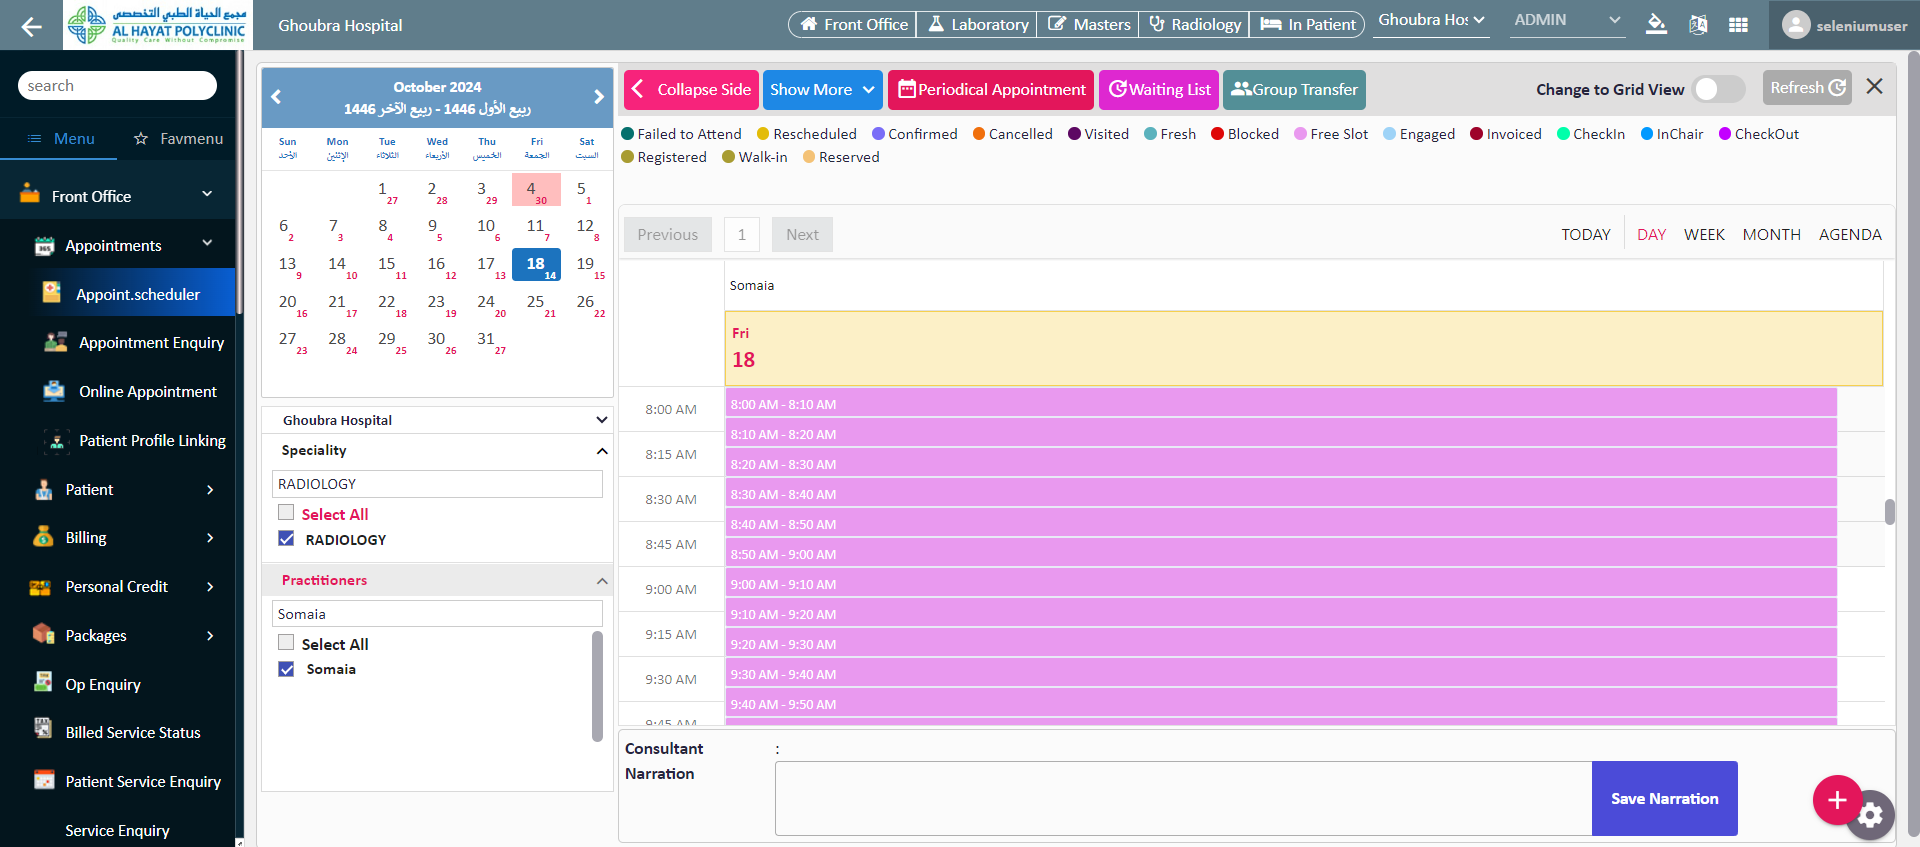 مجمع الحياة الطبي التخصصي
AL HAYAT POLYCLINIC
Quality Care Without Compromise
Ghoubra Hospital
Front Office
Laboratory
Masters
Radiology
In Patient
Ghoubra Hos
ADMIN
seleniumuser
search
Menu
Favmenu
Front Office
Appointments
Appoint.scheduler
Appointment Enquiry
Online Appointment
Patient Profile Linking
Patient
Billing
Personal Credit
Packages
Op Enquiry
Billed Service Status
Patient Service Enquiry
Service Enquiry
October 2024
ربيع الأول 1446 - ربيع الآخر 1446
Sun Mon Tue Wed Thu Fri Sat
الأحد الإثنين الثلاثاء الأربعاء الخميس الجمعة السبت
1 27 2 28 3 29 4 30 5 1
6 2 7 3 8 4 9 5 10 6 11 7 12 8
13 9 14 10 15 11 16 12 17 13 18 14 19 15
20 16 21 17 22 18 23 19 24 20 25 21 26 22
27 23 28 24 29 25 30 26 31 27
Ghoubra Hospital
Speciality
RADIOLOGY
Select All
RADIOLOGY
Practitioners
Somaia
Select All
Somaia
Collapse Side
Show More
Periodical Appointment
Waiting List
Group Transfer
Change to Grid View
Refresh
Failed to Attend Rescheduled Confirmed Cancelled Visited Fresh Blocked Free Slot Engaged Invoiced CheckIn InChair CheckOut
Registered Walk-in Reserved
Previous 1 Next
TODAY DAY WEEK MONTH AGENDA
Somaia
Fri
18
8:00 AM
8:15 AM
8:30 AM
8:45 AM
9:00 AM
9:15 AM
9:30 AM
9:45 AM
8:00 AM - 8:10 AM
8:10 AM - 8:20 AM
8:20 AM - 8:30 AM
8:30 AM - 8:40 AM
8:40 AM - 8:50 AM
8:50 AM - 9:00 AM
9:00 AM - 9:10 AM
9:10 AM - 9:20 AM
9:20 AM - 9:30 AM
9:30 AM - 9:40 AM
9:40 AM - 9:50 AM
Consultant :
Narration
Save Narration